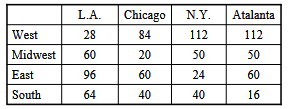 L.A. Chicago N.Y. Atalanta
West 28 84 112 112
Midwest 60 20 50 50
East 96 60 24 60
South 64 40 40 16